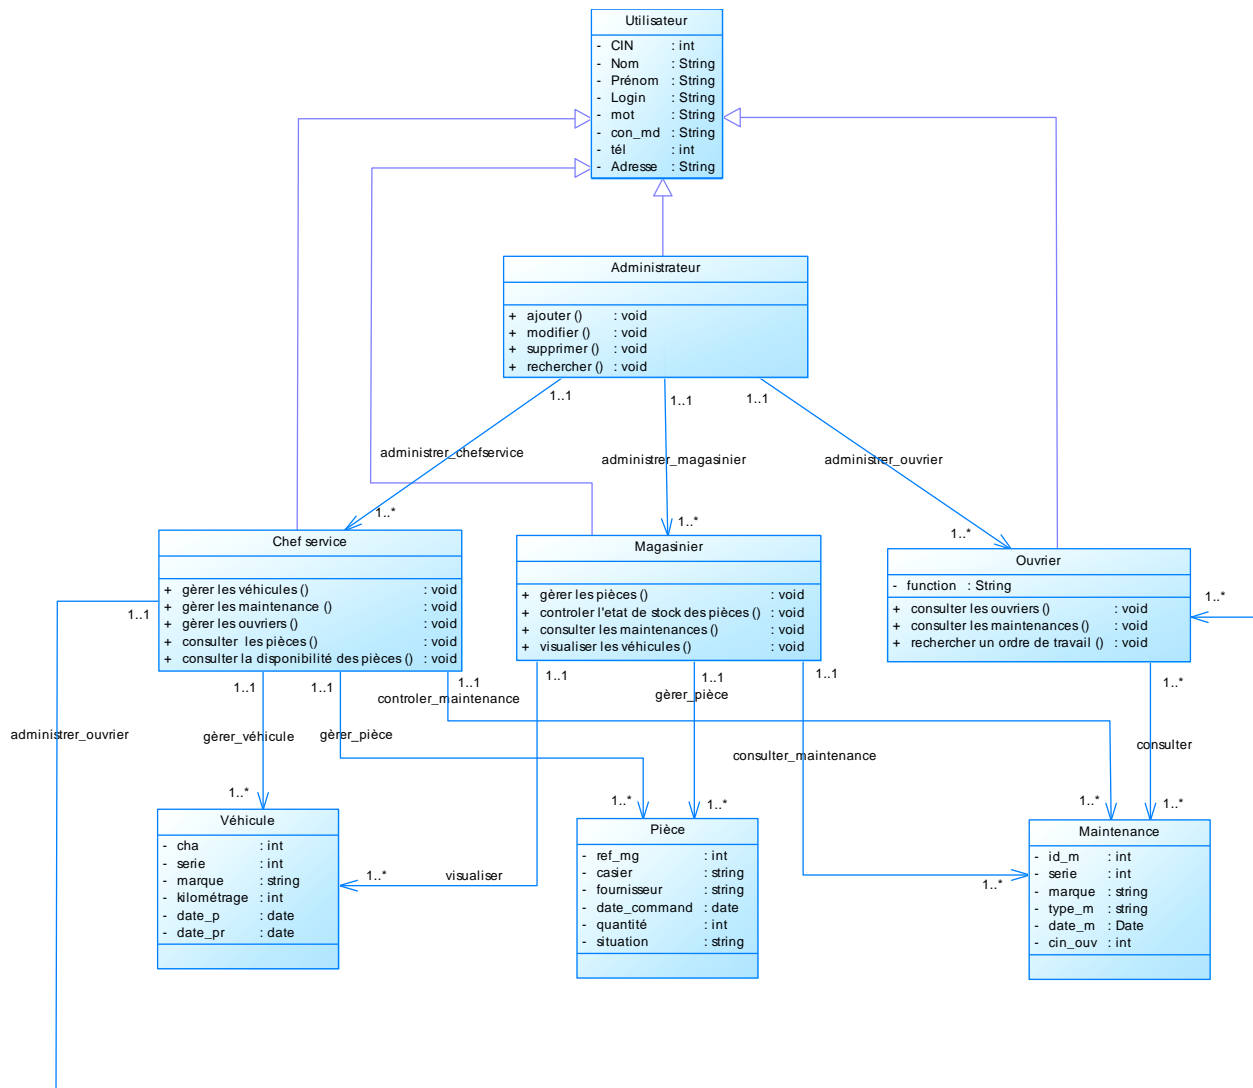 Utilisateur
- CIN : int
- Nom : String
- Prénom : String
- Login : String
- mot : String
- con_md : String
- tél : int
- Adresse : String
Administrateur
+ ajouter () : void
+ modifier () : void
+ supprimer () : void
+ rechercher () : void
1..1
1..1
1..1
administrer_chefservice
administrer_magasinier
administrer_ouvrier
1..*
1..*
1..*
Chef service
+ gèrer les véhicules () : void
+ gèrer les maintenance () : void
+ gèrer les ouvriers () : void
+ consulter les pièces () : void
+ consulter la disponibilité des pièces () : void
Magasinier
+ gèrer les pièces () : void
+ controler l'etat de stock des pièces () : void
+ consulter les maintenances () : void
+ visualiser les véhicules () : void
Ouvrier
- function : String
+ consulter les ouvriers () : void
+ consulter les maintenances () : void
+ rechercher un ordre de travail () : void
1..1
1..*
1..1
1..1
1..1
1..1
1..1
1..1
1..*
controler_maintenance
gèrer_pièce
administrer_ouvrier
gèrer_véhicule
gèrer_pièce
consulter_maintenance
consulter
1..*
1..*
1..*
1..*
1..*
Véhicule
- cha : int
- serie : int
- marque : string
- kilométrage : int
- date_p : date
- date_pr : date
1..*
visualiser
Pièce
- ref_mg : int
- casier : string
- fournisseur : string
- date_command : date
- quantité : int
- situation : string
1..*
Maintenance
- id_m : int
- serie : int
- marque : string
- type_m : string
- date_m : Date
- cin_ouv : int